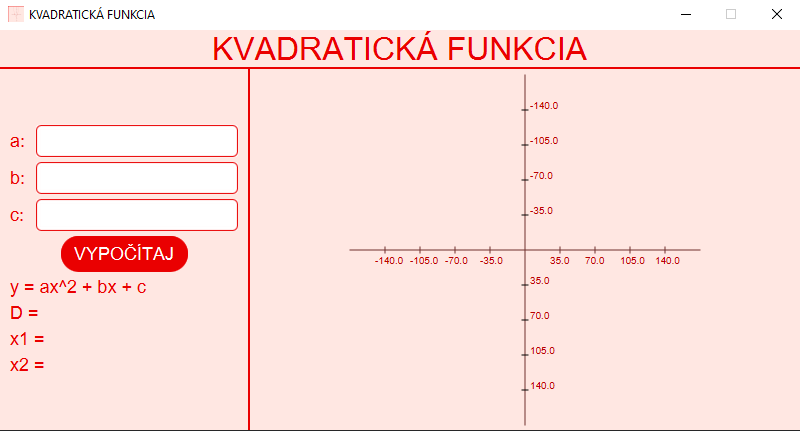 KVADRATICKÁ FUNKCIA
KVADRATICKÁ FUNKCIA
a:
b:
c:
VYPOČÍTAJ
y = ax^2 + bx + c
D =
x1 =
x2 =
-140.0
-105.0
-70.0
-35.0
-140.0 -105.0 -70.0 -35.0 35.0 70.0 105.0 140.0
35.0
70.0
105.0
140.0